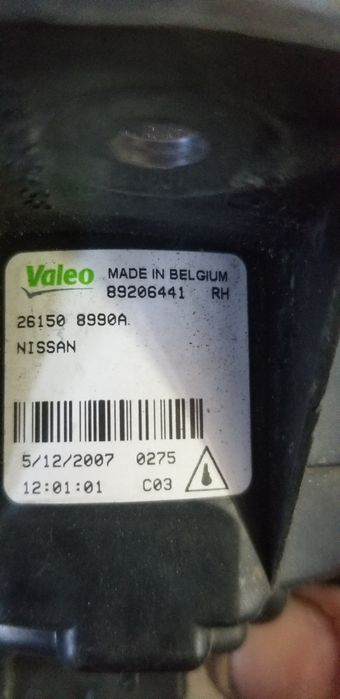 Valeo MADE IN BELGIUM
89206441 RH
26150 8990A
NISSAN
5/12/2007 0275
12:01:01 C03